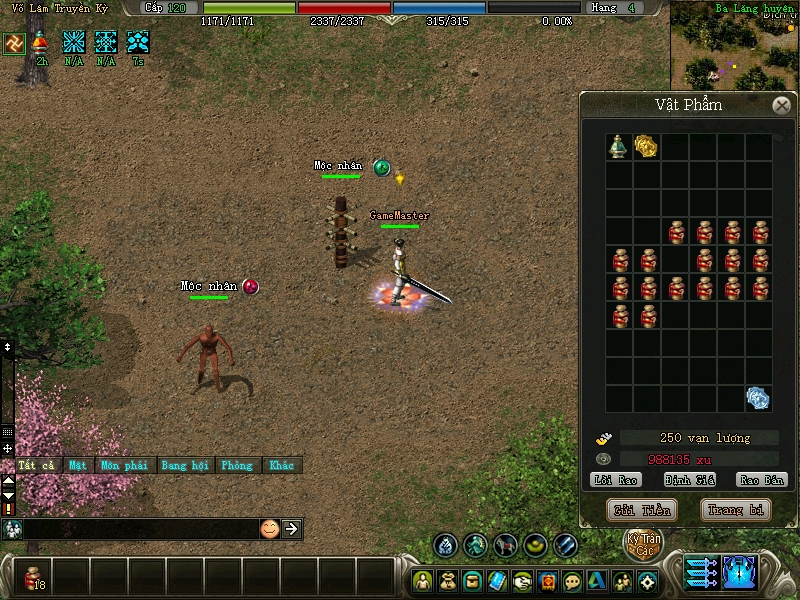 Võ Lâm Truyền Kỳ
Cấp 120
Hạng 4
Ba Lăng huyện
1171/1171
2337/2337
315/315
0.00%
2h
N/A
N/A
7s
Vật Phẩm
Mộc nhân
GameMaster
Mộc nhân
250 vạn lượng
988135 xu
Lời Rao
Định Giá
Rao Bán
Gửi Tiền
Trang bị
Tất cả
Mật
Môn phái
Bang hội
Phòng
Khác
Kỳ Trân
Các
18